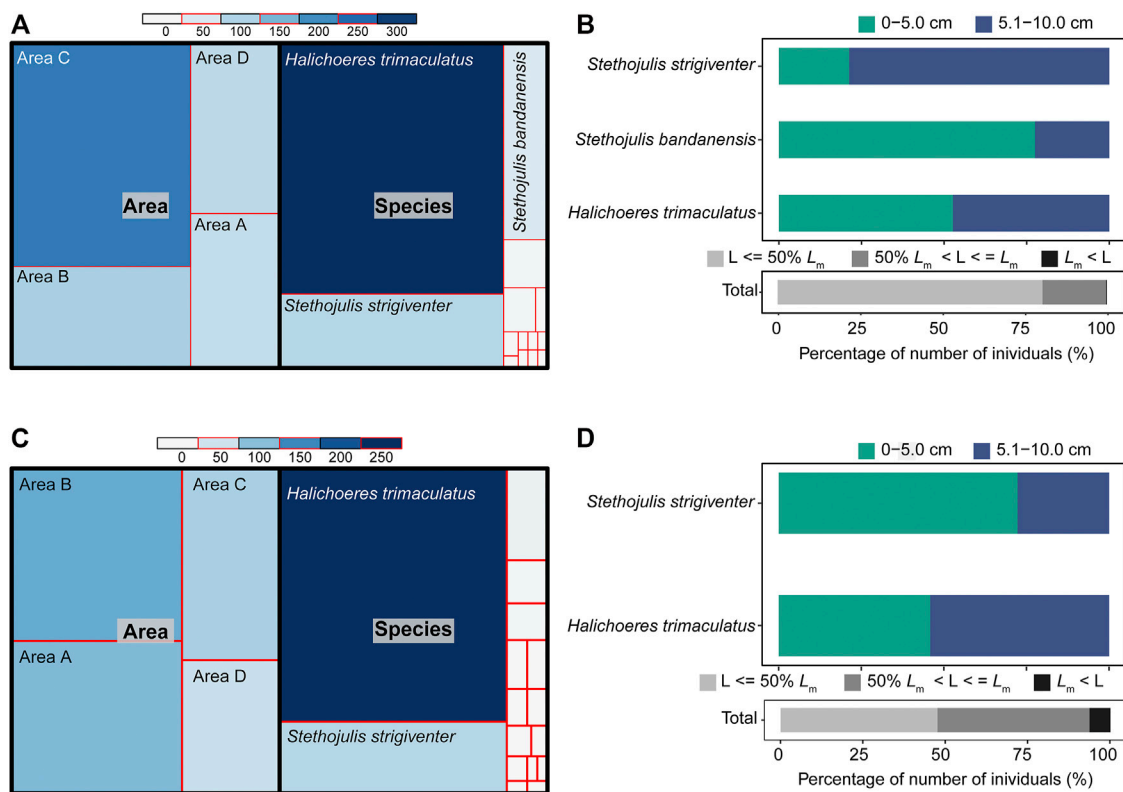 A
0 50 100 150 200 250 300
Area C
Area D
Halichoeres trimaculatus
Stethojulis bandanensis
Area
Species
Area A
Area B
Stethojulis strigiventer
B
0–5.0 cm 5.1–10.0 cm
Stethojulis strigiventer
Stethojulis bandanensis
Halichoeres trimaculatus
L <= 50% Lm 50% Lm < L <= Lm Lm < L
Total
0 25 50 75 100
Percentage of number of inividuals (%)
C
0 50 100 150 200 250
Area B
Area C
Halichoeres trimaculatus
Area
Species
Area A
Area D
Stethojulis strigiventer
D
0–5.0 cm 5.1–10.0 cm
Stethojulis strigiventer
Halichoeres trimaculatus
L <= 50% Lm 50% Lm < L <= Lm Lm < L
Total
0 25 50 75 100
Percentage of number of inividuals (%)